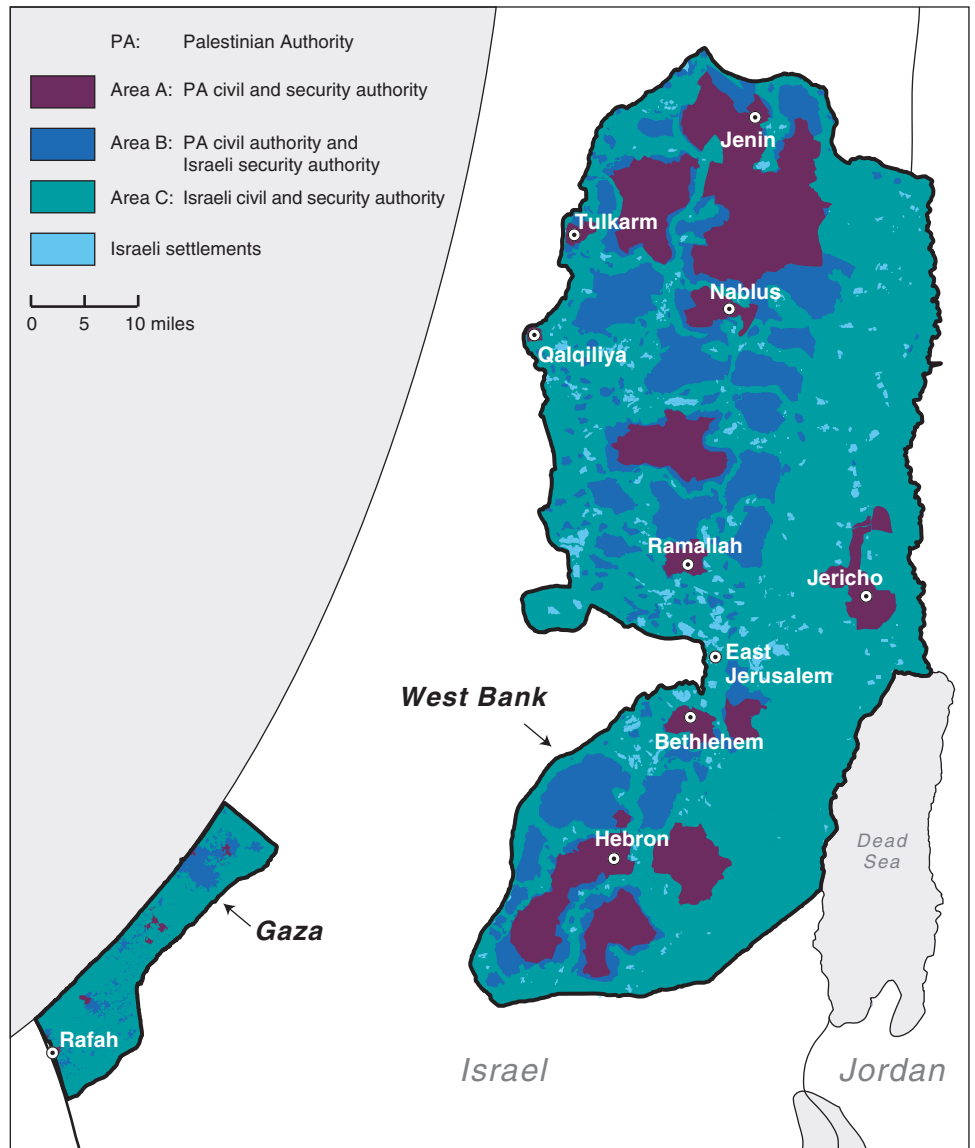 PA: Palestinian Authority
Area A: PA civil and security authority
Area B: PA civil authority and
Israeli security authority
Area C: Israeli civil and security authority
Israeli settlements
0 5 10 miles
Jenin
Tulkarm
Nablus
Qalqiliya
Ramallah
Jericho
East
Jerusalem
West Bank
Bethlehem
Hebron
Dead
Sea
Gaza
Rafah
Israel
Jordan